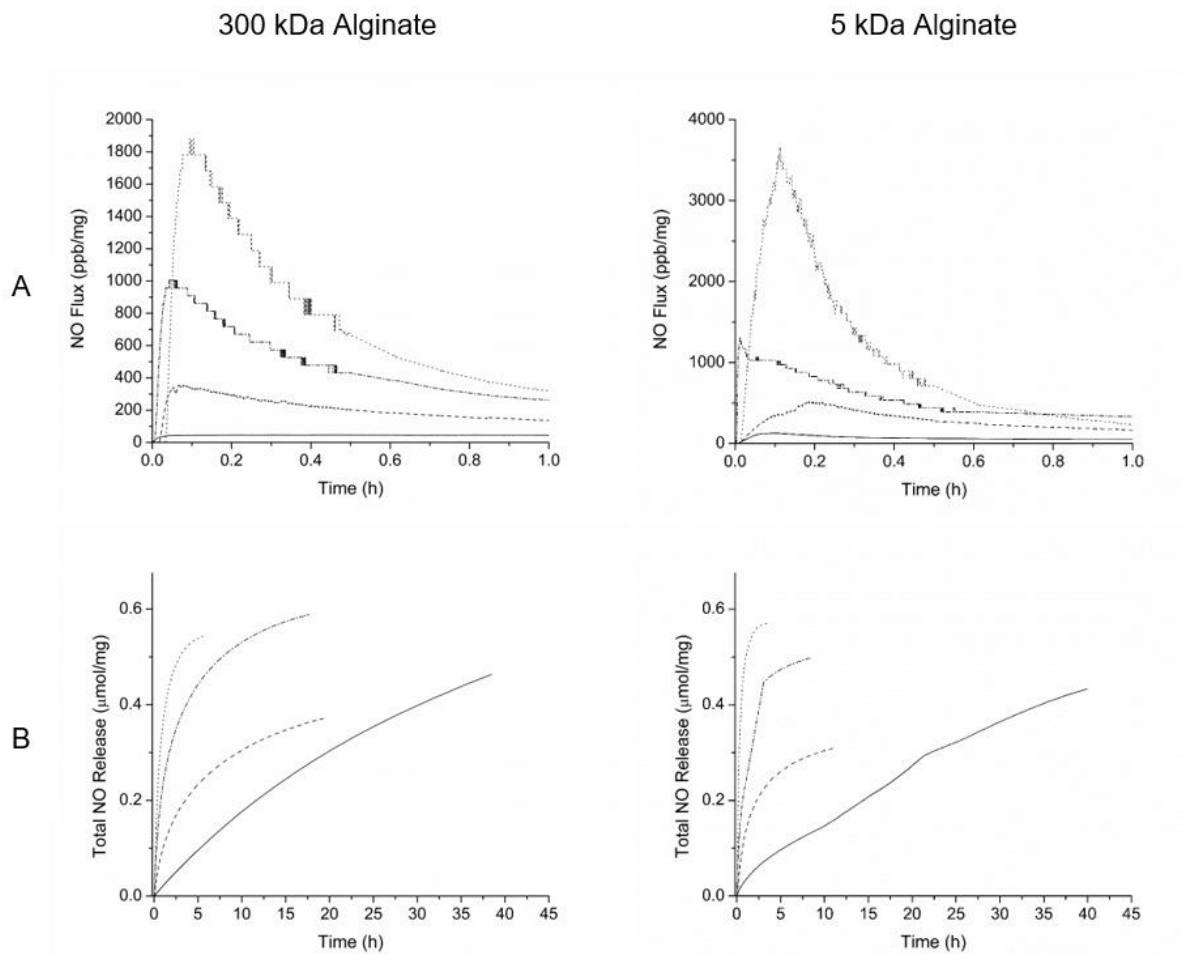 300 kDa Alginate
5 kDa Alginate
A
NO Flux (ppb/mg)
2000
1800
1600
1400
1200
1000
800
600
400
200
0
0.0 0.2 0.4 0.6 0.8 1.0
Time (h)
NO Flux (ppb/mg)
4000
3000
2000
1000
0
0.0 0.2 0.4 0.6 0.8 1.0
Time (h)
B
Total NO Release (μmol/mg)
0.6
0.4
0.2
0.0
0 5 10 15 20 25 30 35 40 45
Time (h)
Total NO Release (μmol/mg)
0.6
0.4
0.2
0.0
0 5 10 15 20 25 30 35 40 45
Time (h)